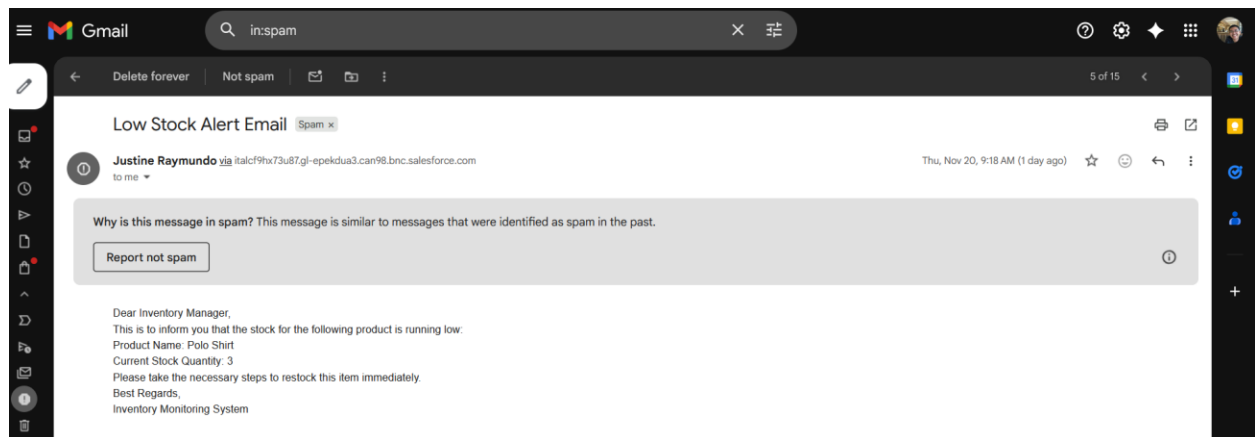 Gmail
in:spam
Delete forever
Not spam
5 of 15
31
Low Stock Alert Email
Spam ×
Justine Raymundo via italcf9hx73u87.gl-epekdua3.can98.bnc.salesforce.com
Thu, Nov 20, 9:18 AM (1 day ago)
to me
Why is this message in spam? This message is similar to messages that were identified as spam in the past.
Report not spam
Dear Inventory Manager,
This is to inform you that the stock for the following product is running low:
Product Name: Polo Shirt
Current Stock Quantity: 3
Please take the necessary steps to restock this item immediately.
Best Regards,
Inventory Monitoring System